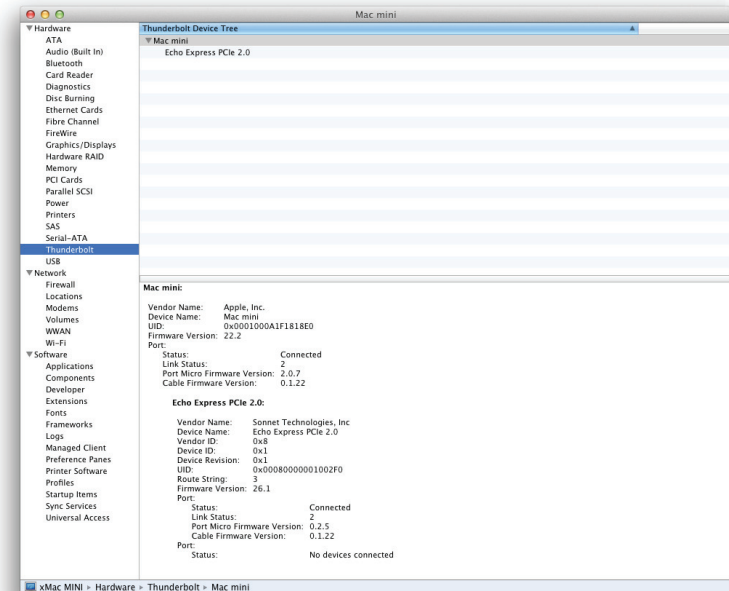 Mac mini
Hardware
ATA
Audio (Built In)
Bluetooth
Card Reader
Diagnostics
Disc Burning
Ethernet Cards
Fibre Channel
FireWire
Graphics/Displays
Hardware RAID
Memory
PCI Cards
Parallel SCSI
Power
Printers
SAS
Serial-ATA
Thunderbolt
USB
Network
Firewall
Locations
Modems
Volumes
WWAN
Wi-Fi
Software
Applications
Components
Developer
Extensions
Fonts
Frameworks
Logs
Managed Client
Preference Panes
Printer Software
Profiles
Startup Items
Sync Services
Universal Access
Thunderbolt Device Tree
Mac mini
Echo Express PCIe 2.0
Mac mini:
Vendor Name: Apple, Inc.
Device Name: Mac mini
UID: 0x0001000A1F1818E0
Firmware Version: 22.2
Port:
Status: Connected
Link Status: 2
Port Micro Firmware Version: 2.0.7
Cable Firmware Version: 0.1.22
Echo Express PCIe 2.0:
Vendor Name: Sonnet Technologies, Inc
Device Name: Echo Express PCIe 2.0
Vendor ID: 0x8
Device ID: 0x1
Device Revision: 0x1
UID: 0x00080000001002F0
Route String: 3
Firmware Version: 26.1
Port:
Status: Connected
Link Status: 2
Port Micro Firmware Version: 0.2.5
Cable Firmware Version: 0.1.22
Port:
Status: No devices connected
xMac MINI ▸ Hardware ▸ Thunderbolt ▸ Mac mini